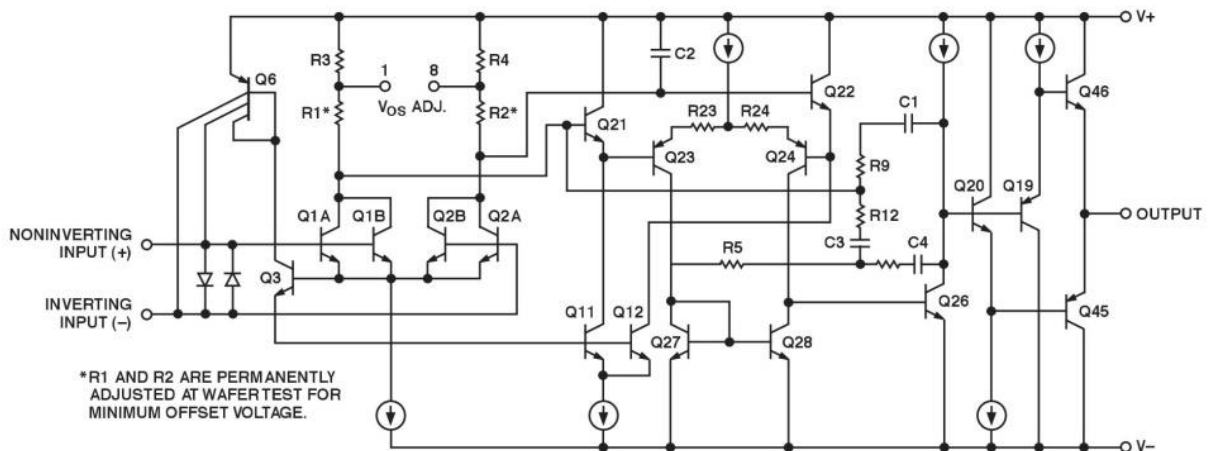 V+
R3
R4
C2
Q6
1
8
V_OS ADJ.
R1*
R2*
Q22
Q46
R23
R24
C1
Q21
Q23
Q24
R9
Q20
Q19
Q1A
Q1B
Q2B
Q2A
R12
NONINVERTING
INPUT (+)
OUTPUT
C3
C4
R5
Q3
INVERTING
INPUT (–)
Q11
Q12
Q26
Q45
Q27
Q28
*R1 AND R2 ARE PERMANENTLY
ADJUSTED AT WAFER TEST FOR
MINIMUM OFFSET VOLTAGE.
V–